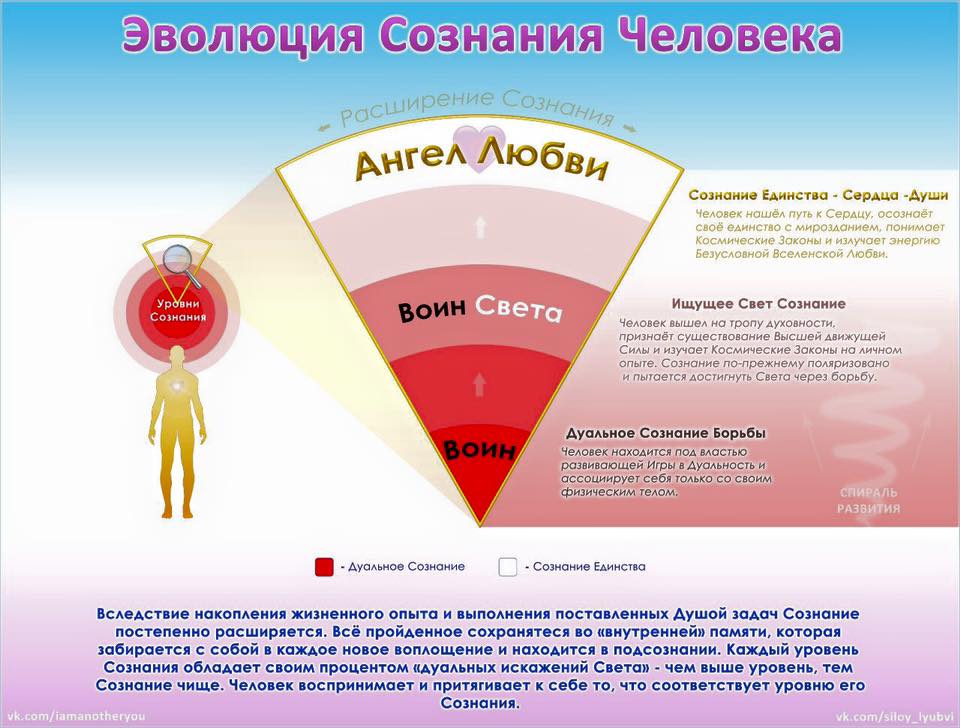 Эволюция Сознания Человека
Расширение Сознания
Ангел Любви
Сознание Единства - Сердца -Души
Человек нашёл путь к Сердцу, осознаёт
своё единство с мирозданием, понимает
Космические Законы и излучает энергию
Безусловной Вселенской Любви.
Уровни
Сознания
Воин Света
Ищущее Свет Сознание
Человек вышел на тропу духовности,
признаёт существование Высшей движущей
Силы и изучает Космические Законы на личном
опыте. Сознание по-прежнему поляризовано
и пытается достигнуть Света через борьбу.
Воин
Дуальное Сознание Борьбы
Человек находится под властью
развивающей Игры в Дуальность и
ассоциирует себя только со своим
физическим телом.
СПИРАЛЬ
РАЗВИТИЯ
- Дуальное Сознание
- Сознание Единства
Вследствие накопления жизненного опыта и выполнения поставленных Душой задач Сознание
постепенно расширяется. Всё пройденное сохранятеся во «внутренней» памяти, которая
забирается с собой в каждое новое воплощение и находится в подсознании. Каждый уровень
Сознания обладает своим процентом «дуальных искажений Света» - чем выше уровень, тем
Сознание чище. Человек воспринимает и притягивает к себе то, что соответствует уровню его
Сознания.
vk.com/iamanotheryou
vk.com/siloy_lyubvi